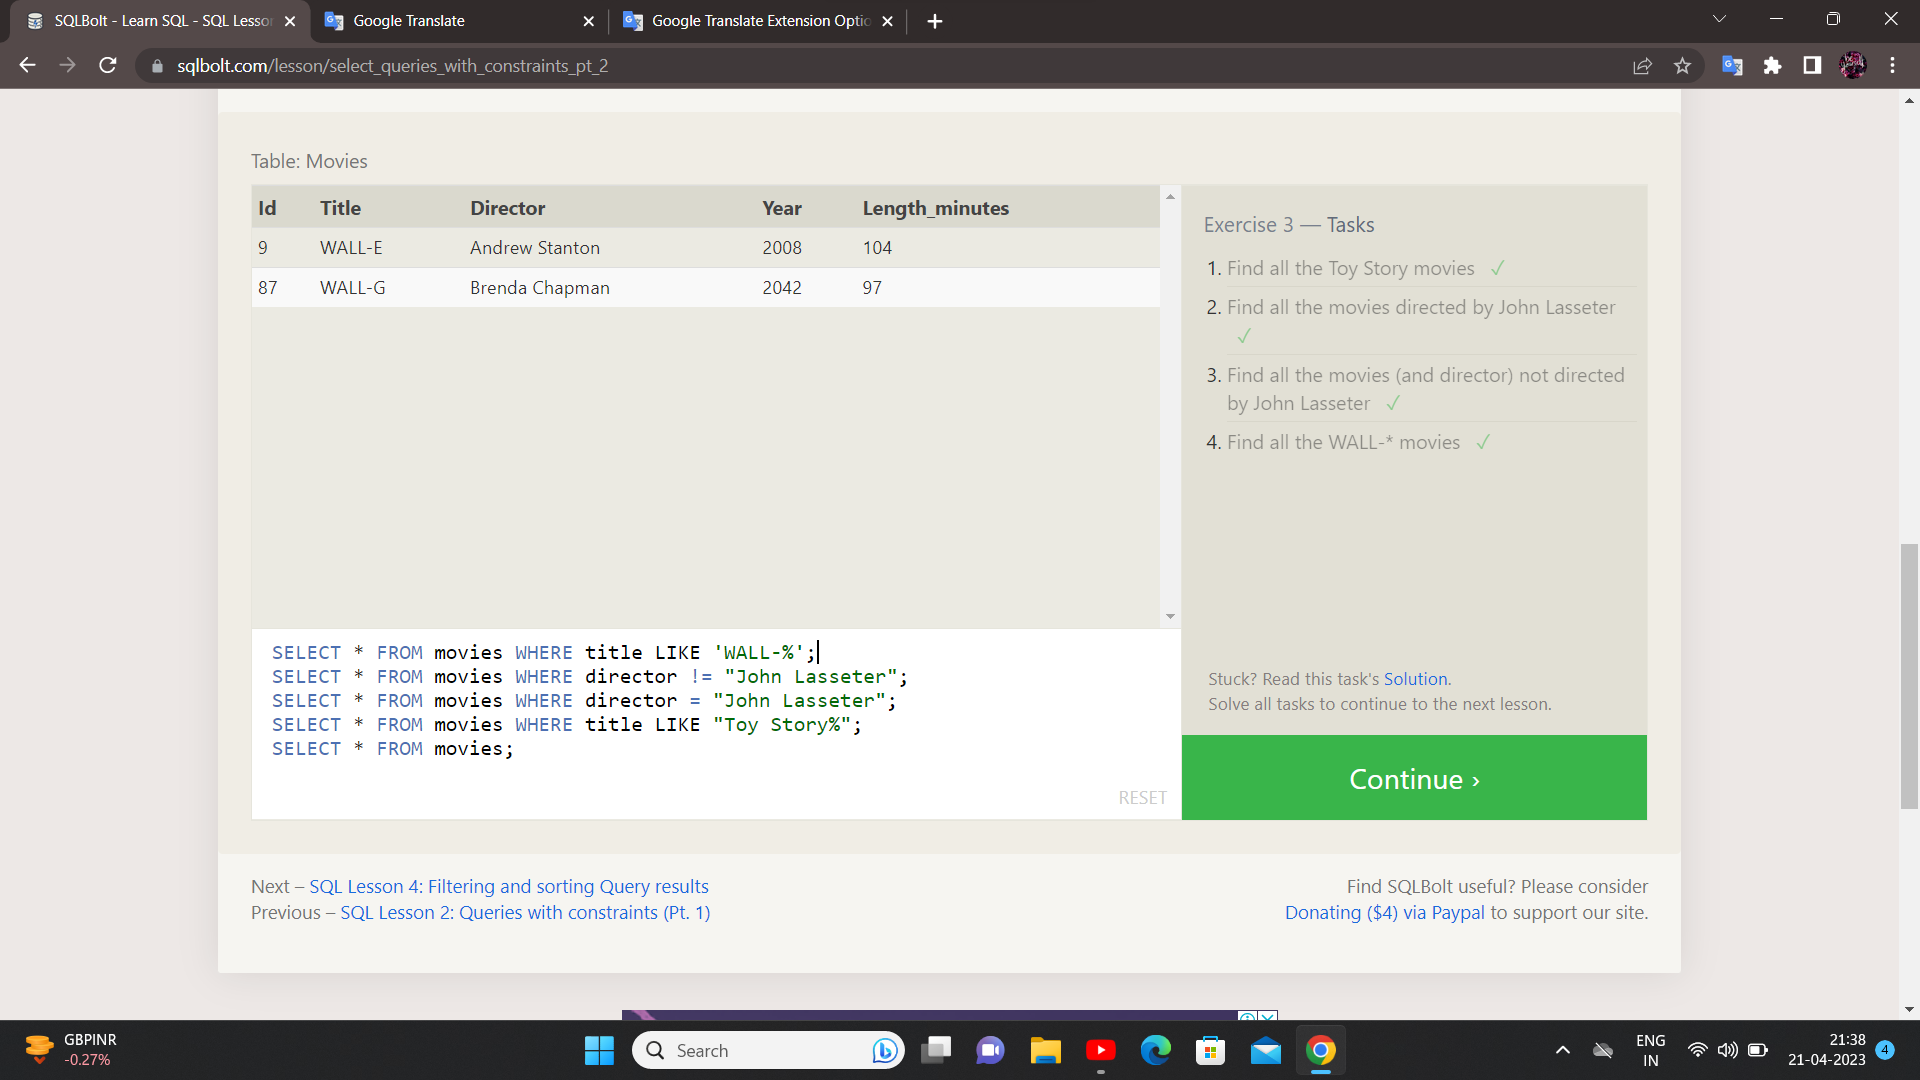 SQLBolt - Learn SQL - SQL Lesson
Google Translate
Google Translate Extension Optio
sqlbolt.com/lesson/select_queries_with_constraints_pt_2
Table: Movies
Id Title Director Year Length_minutes
9 WALL-E Andrew Stanton 2008 104
87 WALL-G Brenda Chapman 2042 97
Exercise 3 — Tasks
1. Find all the Toy Story movies ✓
2. Find all the movies directed by John Lasseter
✓
3. Find all the movies (and director) not directed
by John Lasseter ✓
4. Find all the WALL-* movies ✓
SELECT * FROM movies WHERE title LIKE 'WALL-%';
SELECT * FROM movies WHERE director != "John Lasseter";
SELECT * FROM movies WHERE director = "John Lasseter";
SELECT * FROM movies WHERE title LIKE "Toy Story%";
SELECT * FROM movies;
RESET
Stuck? Read this task's Solution.
Solve all tasks to continue to the next lesson.
Continue ›
Next – SQL Lesson 4: Filtering and sorting Query results
Previous – SQL Lesson 2: Queries with constraints (Pt. 1)
Find SQLBolt useful? Please consider
Donating ($4) via Paypal to support our site.
GBPINR
-0.27%
Search
ENG
IN
21:38
21-04-2023
4